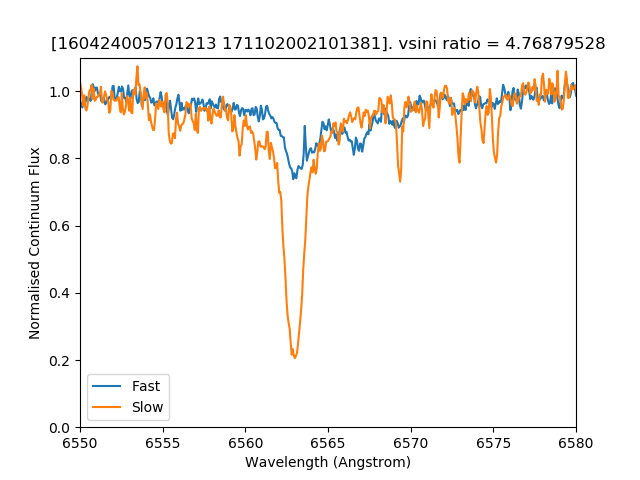 [160424005701213 171102002101381]. vsini ratio = 4.76879528
Normalised Continuum Flux
1.0
0.8
0.6
0.4
0.2
0.0
Fast
Slow
6550 6555 6560 6565 6570 6575 6580
Wavelength (Angstrom)